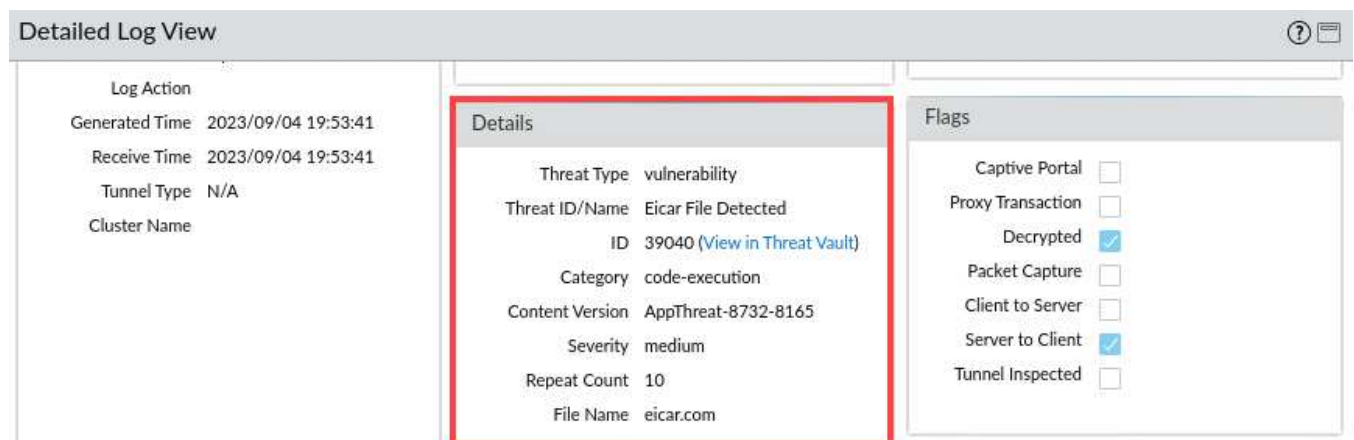 Detailed Log View
Log Action
Generated Time 2023/09/04 19:53:41
Receive Time 2023/09/04 19:53:41
Tunnel Type N/A
Cluster Name
Details
Threat Type vulnerability
Threat ID/Name Eicar File Detected
ID 39040 (View in Threat Vault)
Category code-execution
Content Version AppThreat-8732-8165
Severity medium
Repeat Count 10
File Name eicar.com
Flags
Captive Portal
Proxy Transaction
Decrypted
Packet Capture
Client to Server
Server to Client
Tunnel Inspected